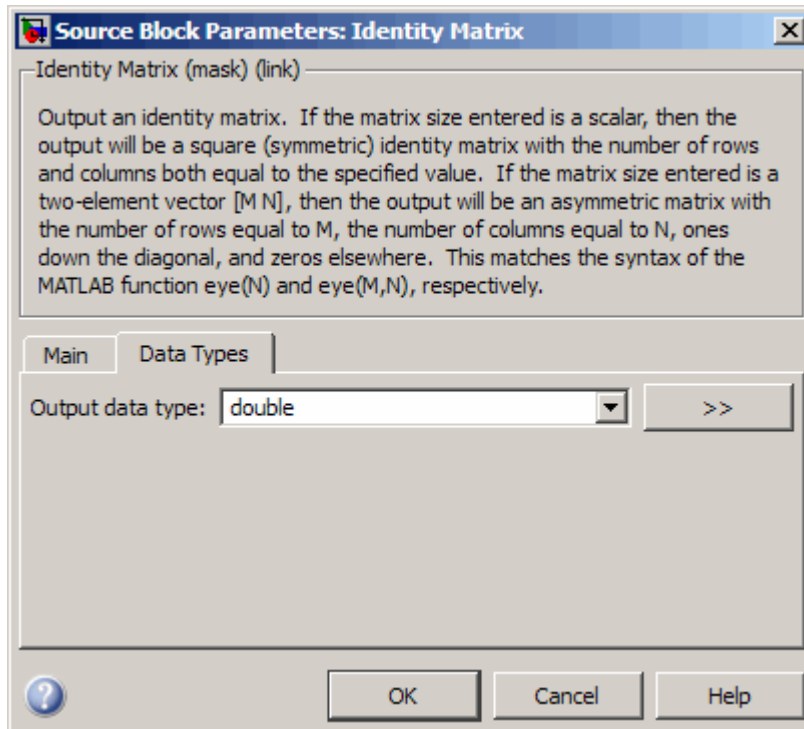 Source Block Parameters: Identity Matrix
Identity Matrix (mask) (link)
Output an identity matrix.  If the matrix size entered is a scalar, then the
output will be a square (symmetric) identity matrix with the number of rows
and columns both equal to the specified value.  If the matrix size entered is a
two-element vector [M N], then the output will be an asymmetric matrix with
the number of rows equal to M, the number of columns equal to N, ones
down the diagonal, and zeros elsewhere.  This matches the syntax of the
MATLAB function eye(N) and eye(M,N), respectively.
Main Data Types
Output data type: double >>
OK Cancel Help